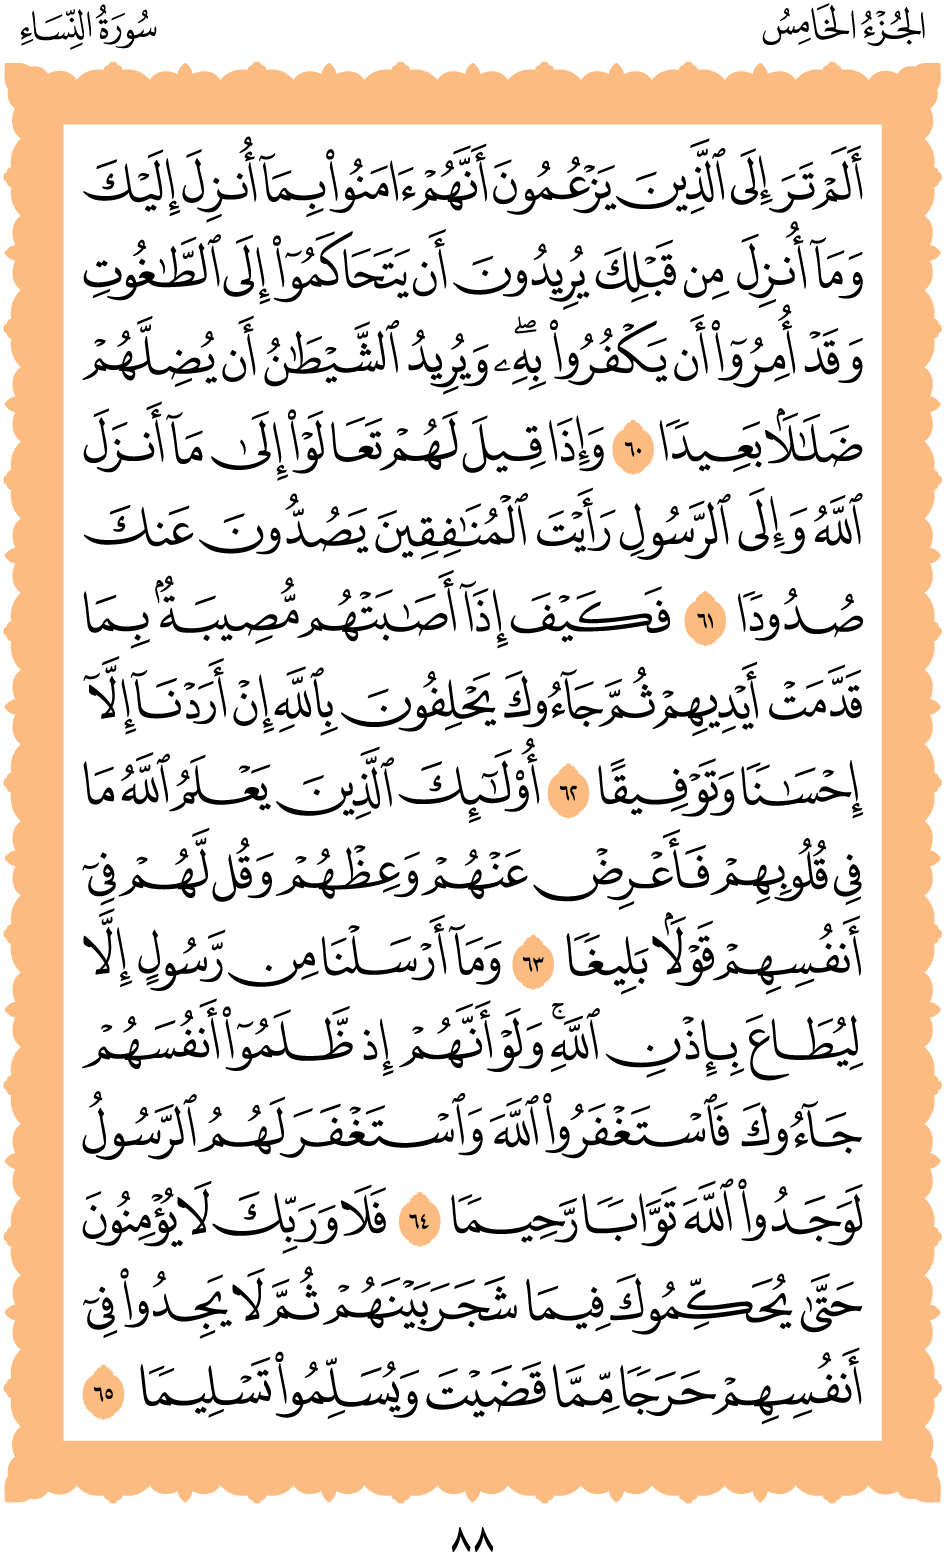 الجُزْءُ الخَامِسُ
سُورَةُ النِّسَاءِ
أَلَمْ تَرَ إِلَى ٱلَّذِينَ يَزْعُمُونَ أَنَّهُمْ ءَامَنُوا۟ بِمَآ أُنزِلَ إِلَيْكَ
وَمَآ أُنزِلَ مِن قَبْلِكَ يُرِيدُونَ أَن يَتَحَاكَمُوٓا۟ إِلَى ٱلطَّـٰغُوتِ
وَقَدْ أُمِرُوٓا۟ أَن يَكْفُرُوا۟ بِهِۦۖ وَيُرِيدُ ٱلشَّيْطَـٰنُ أَن يُضِلَّهُمْ
ضَلَـٰلًۢا بَعِيدًا ٦٠ وَإِذَا قِيلَ لَهُمْ تَعَالَوْا۟ إِلَىٰ مَآ أَنزَلَ
ٱللَّهُ وَإِلَى ٱلرَّسُولِ رَأَيْتَ ٱلْمُنَـٰفِقِينَ يَصُدُّونَ عَنكَ
صُدُودًا ٦١ فَكَيْفَ إِذَآ أَصَـٰبَتْهُم مُّصِيبَةٌۢ بِمَا
قَدَّمَتْ أَيْدِيهِمْ ثُمَّ جَآءُوكَ يَحْلِفُونَ بِٱللَّهِ إِنْ أَرَدْنَآ إِلَّآ
إِحْسَـٰنًا وَتَوْفِيقًا ٦٢ أُو۟لَـٰٓئِكَ ٱلَّذِينَ يَعْلَمُ ٱللَّهُ مَا
فِى قُلُوبِهِمْ فَأَعْرِضْ عَنْهُمْ وَعِظْهُمْ وَقُل لَّهُمْ فِىٓ
أَنفُسِهِمْ قَوْلًۢا بَلِيغًا ٦٣ وَمَآ أَرْسَلْنَا مِن رَّسُولٍ إِلَّا
لِيُطَاعَ بِإِذْنِ ٱللَّهِۚ وَلَوْ أَنَّهُمْ إِذ ظَّلَمُوٓا۟ أَنفُسَهُمْ
جَآءُوكَ فَٱسْتَغْفَرُوا۟ ٱللَّهَ وَٱسْتَغْفَرَ لَهُمُ ٱلرَّسُولُ
لَوَجَدُوا۟ ٱللَّهَ تَوَّابًا رَّحِيمًا ٦٤ فَلَا وَرَبِّكَ لَا يُؤْمِنُونَ
حَتَّىٰ يُحَكِّمُوكَ فِيمَا شَجَرَ بَيْنَهُمْ ثُمَّ لَا يَجِدُوا۟ فِىٓ
أَنفُسِهِمْ حَرَجًا مِّمَّا قَضَيْتَ وَيُسَلِّمُوا۟ تَسْلِيمًا ٦٥
٨٨